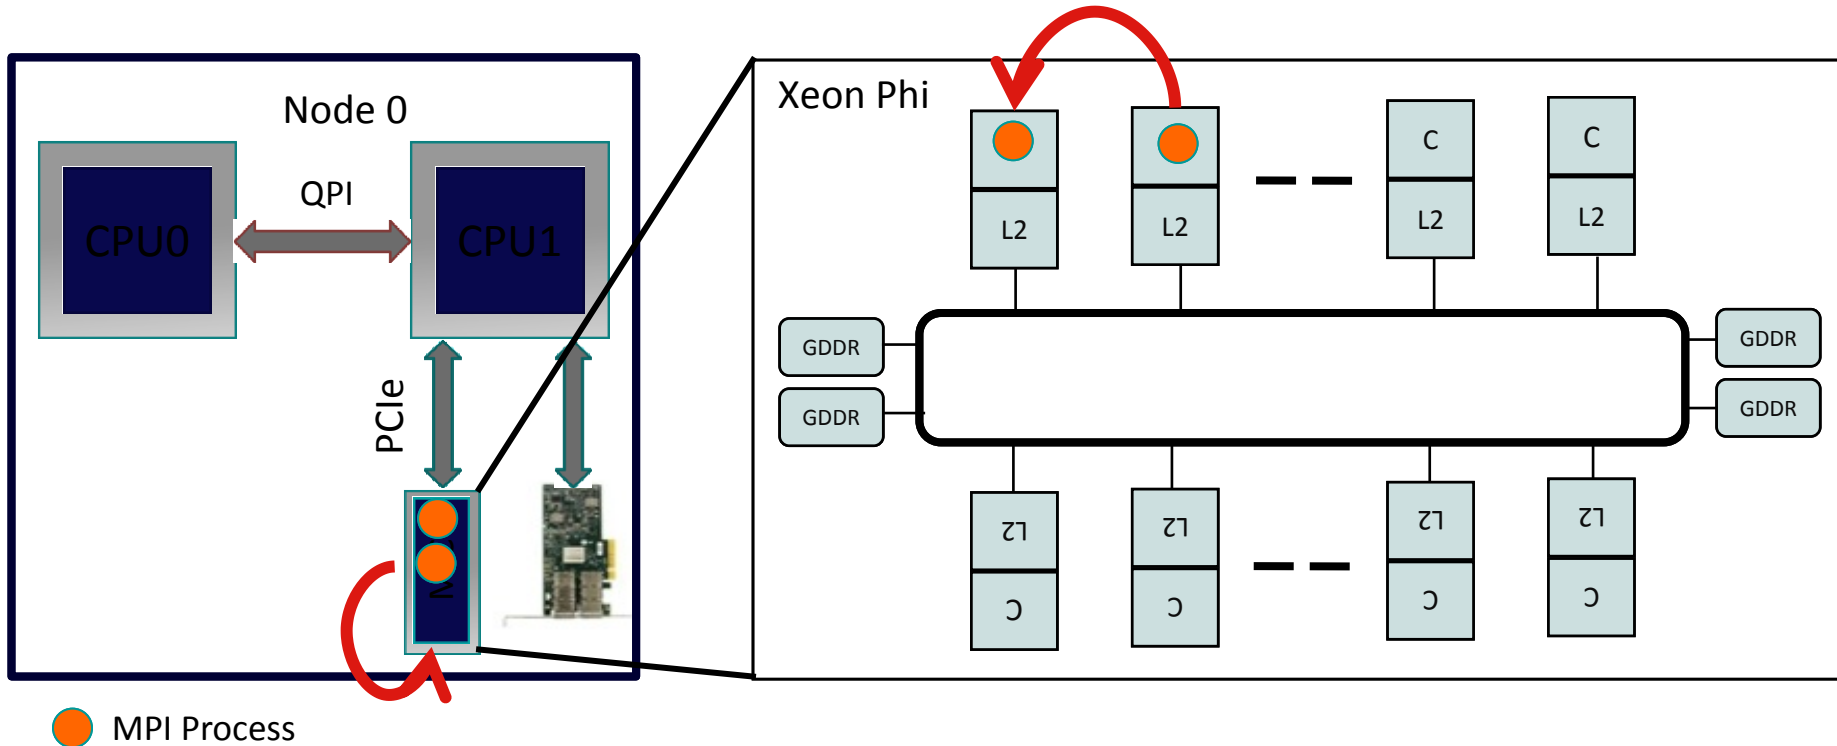 Node 0
QPI
CPU0
CPU1
PCIe
MPI Process
Xeon Phi
C
C
L2
L2
L2
L2
GDDR
GDDR
GDDR
GDDR
L2
L2
L2
L2
C
C
C
C